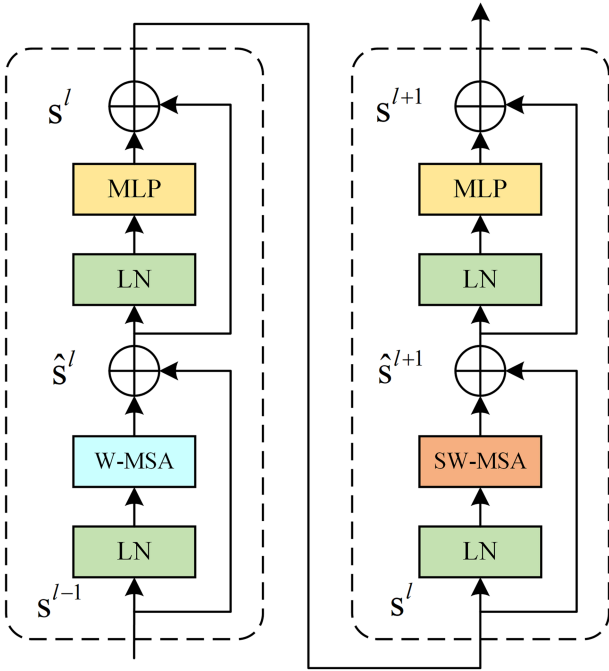 s^l
MLP
LN
ŝ^l
W-MSA
LN
s^{l-1}
s^{l+1}
MLP
LN
ŝ^{l+1}
SW-MSA
LN
s^l